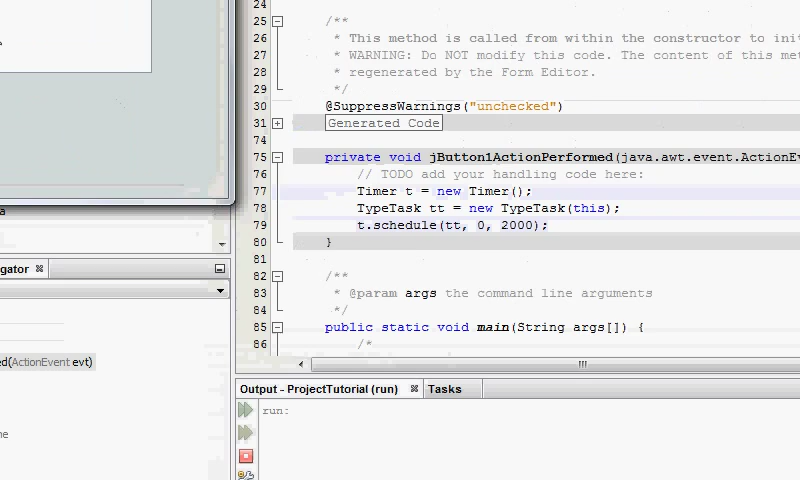 24
25 /**
26 * This method is called from within the constructor to
27 * WARNING: Do NOT modify this code. The content of this
28 * regenerated by the Form Editor.
29 */
30 @SuppressWarnings("unchecked")
31 Generated Code
74
75 private void jButton1ActionPerformed(java.awt.event.ActionEv
76 // TODO add your handling code here:
77 Timer t = new Timer();
78 TypeTask tt = new TypeTask(this);
79 t.schedule(tt, 0, 2000);
80 }
81
82 /**
83 * @param args the command line arguments
84 */
85 public static void main(String args[]) {
86 /*
a
gator
ed(ActionEvent evt)
ne
Output - ProjectTutorial (run) Tasks
run: